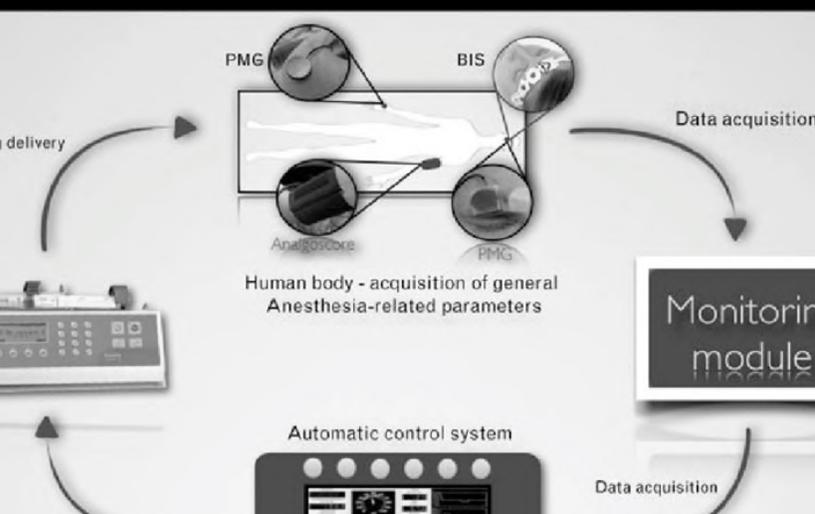 PMG
BIS
Data acquisition
delivery
Analgoscore
PMG
Human body - acquisition of general
Anesthesia-related parameters
Monitorin
module
Automatic control system
Data acquisition